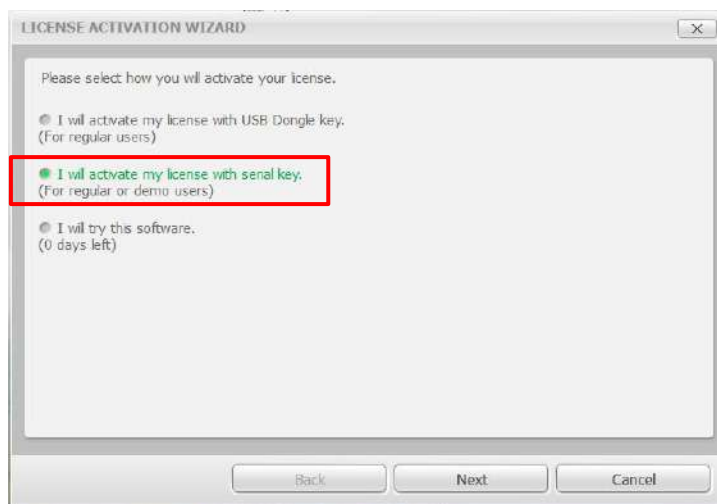 LICENSE ACTIVATION WIZARD
Please select how you will activate your license.
I will activate my license with USB Dongle key.
(For regular users)
I will activate my license with serial key.
(For regular or demo users)
I will try this software.
(0 days left)
Back
Next
Cancel